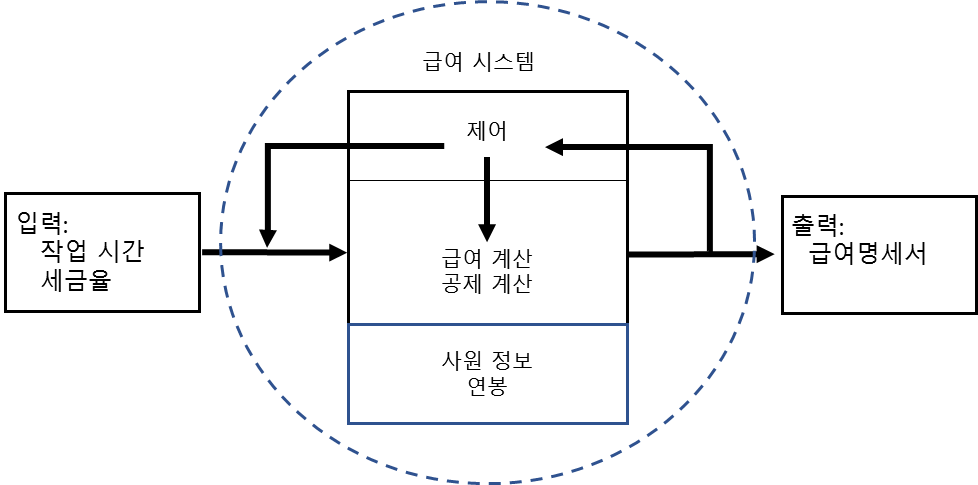 급여 시스템
제어
입력:
작업 시간
세금율
급여 계산
공제 계산
출력:
급여명세서
사원 정보
연봉